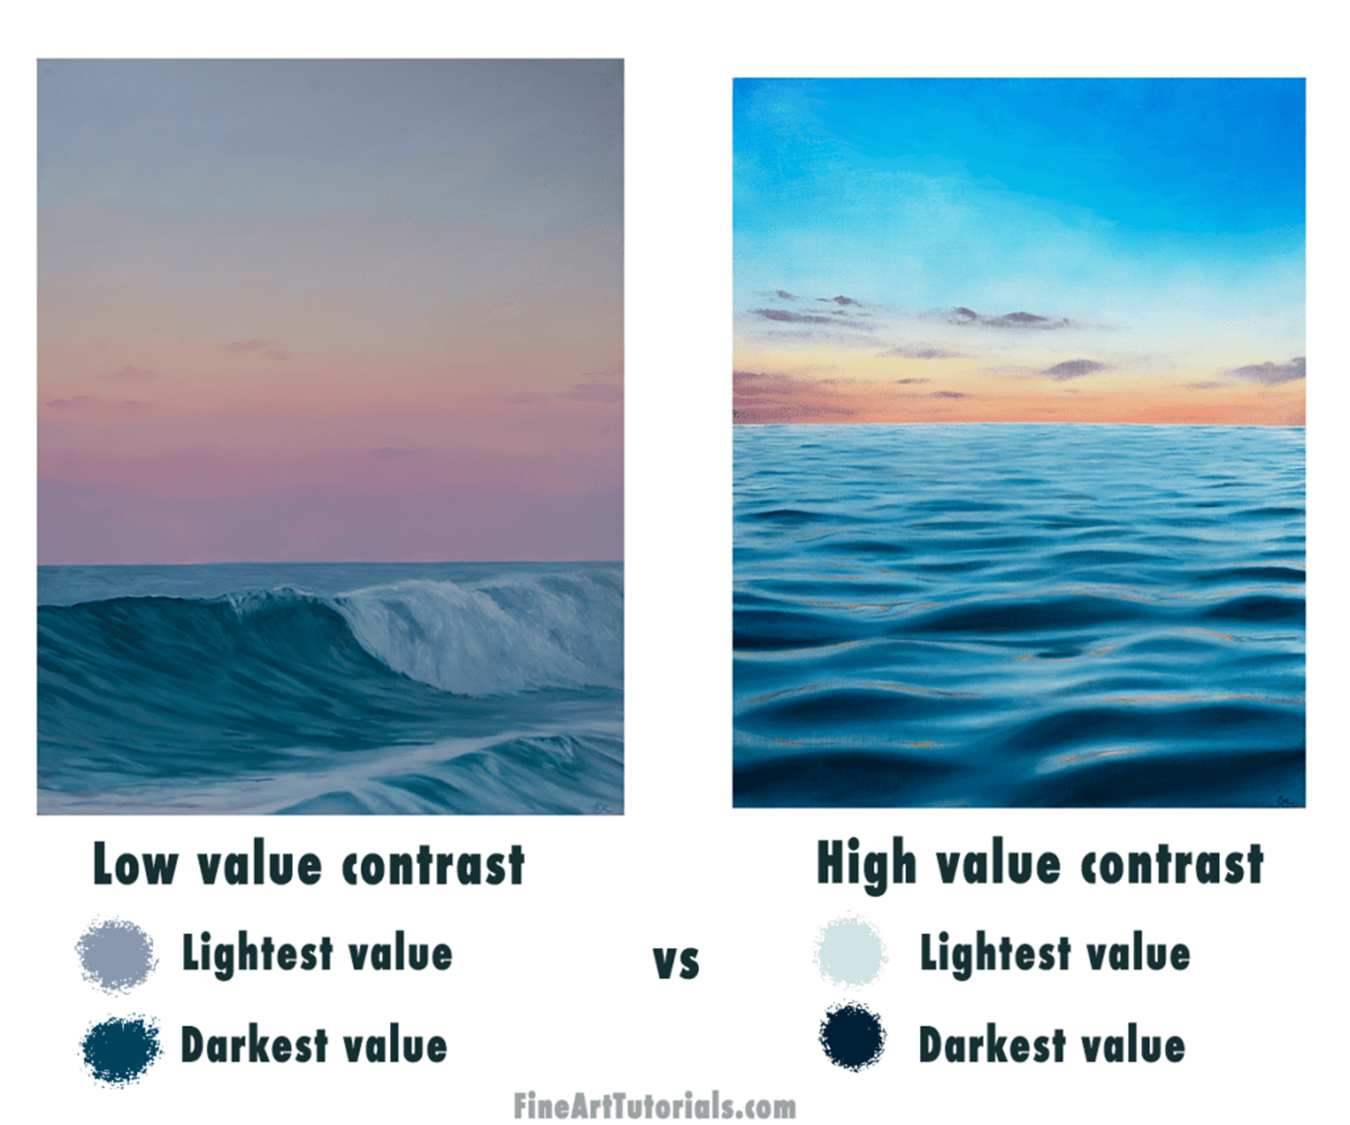 Low value contrast
Lightest value
Darkest value
vs
High value contrast
Lightest value
Darkest value
FineArtTutorials.com